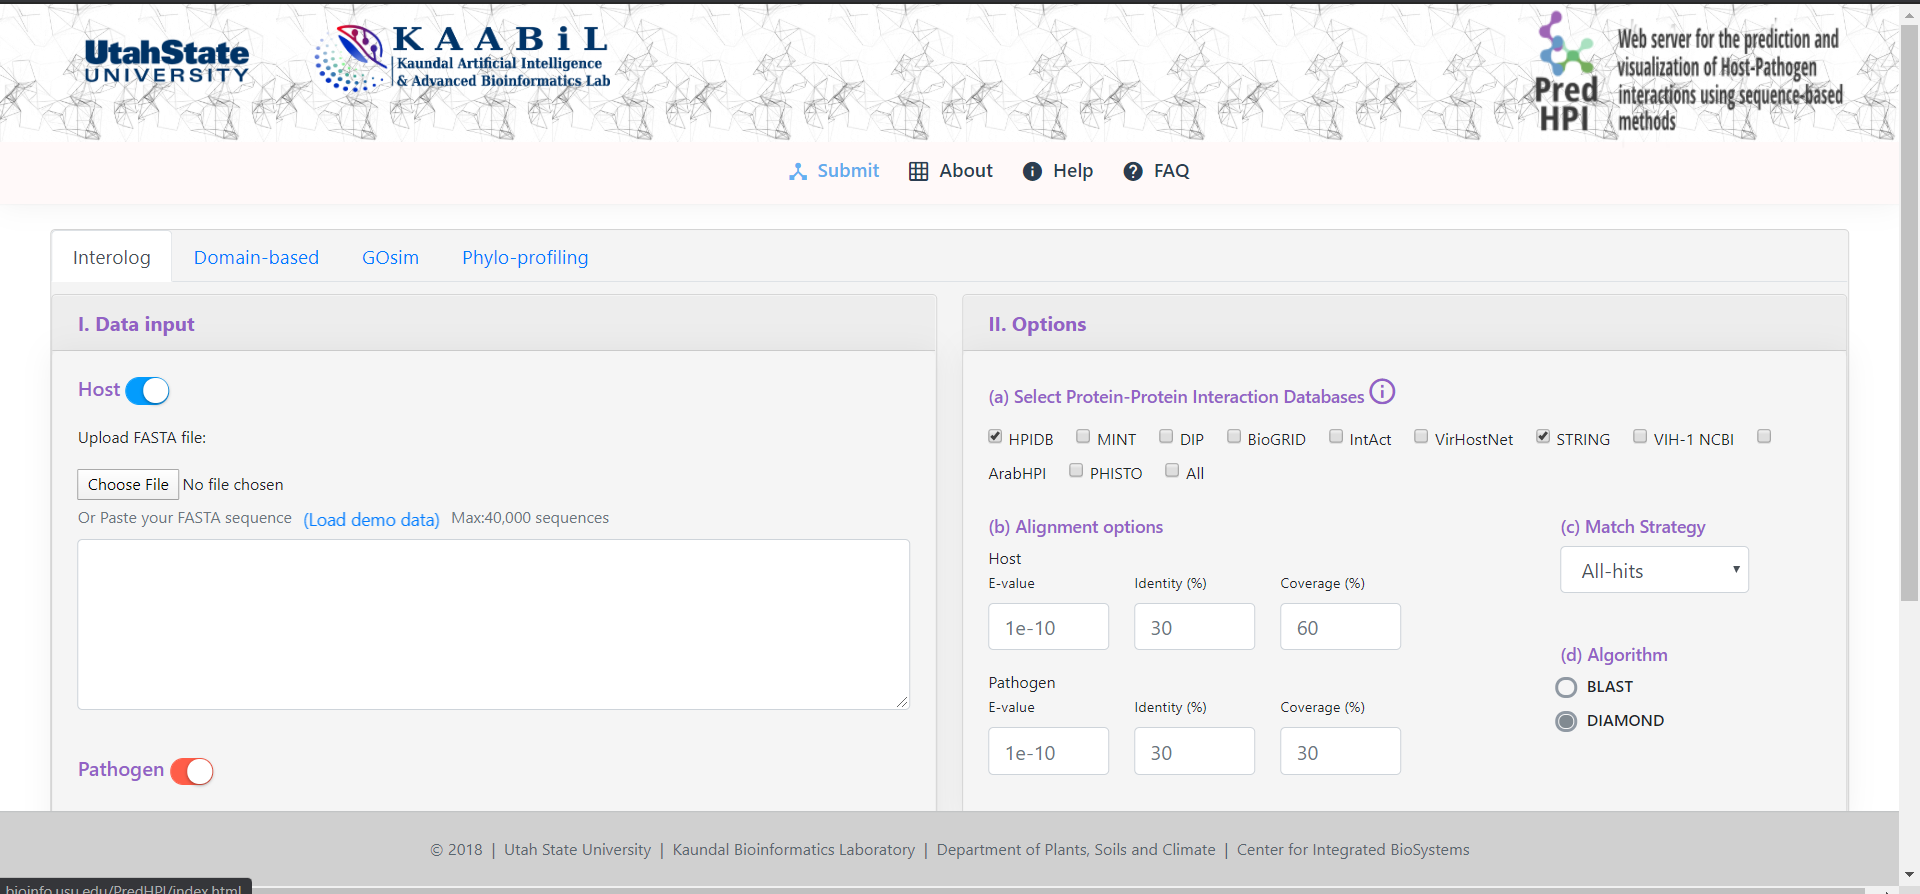 UtahState
UNIVERSITY
KAABiL
Kaundal Artificial Intelligence
& Advanced Bioinformatics Lab
Pred
HPI
Web server for the prediction and
visualization of Host-Pathogen
interactions using sequence-based
methods
Submit About Help FAQ
Interolog Domain-based GOsim Phylo-profiling
I. Data input
Host
Upload FASTA file:
Choose File No file chosen
Or Paste your FASTA sequence (Load demo data) Max:40,000 sequences
Pathogen
II. Options
(a) Select Protein-Protein Interaction Databases
HPIDB MINT DIP BioGRID IntAct VirHostNet STRING VIH-1 NCBI
ArabHPI PHISTO All
(b) Alignment options
Host
E-value Identity (%) Coverage (%)
1e-10 30 60
Pathogen
E-value Identity (%) Coverage (%)
1e-10 30 30
(c) Match Strategy
All-hits
(d) Algorithm
BLAST
DIAMOND
© 2018 | Utah State University | Kaundal Bioinformatics Laboratory | Department of Plants, Soils and Climate | Center for Integrated BioSystems
bioinfo.usu.edu/PredHPI/index.html